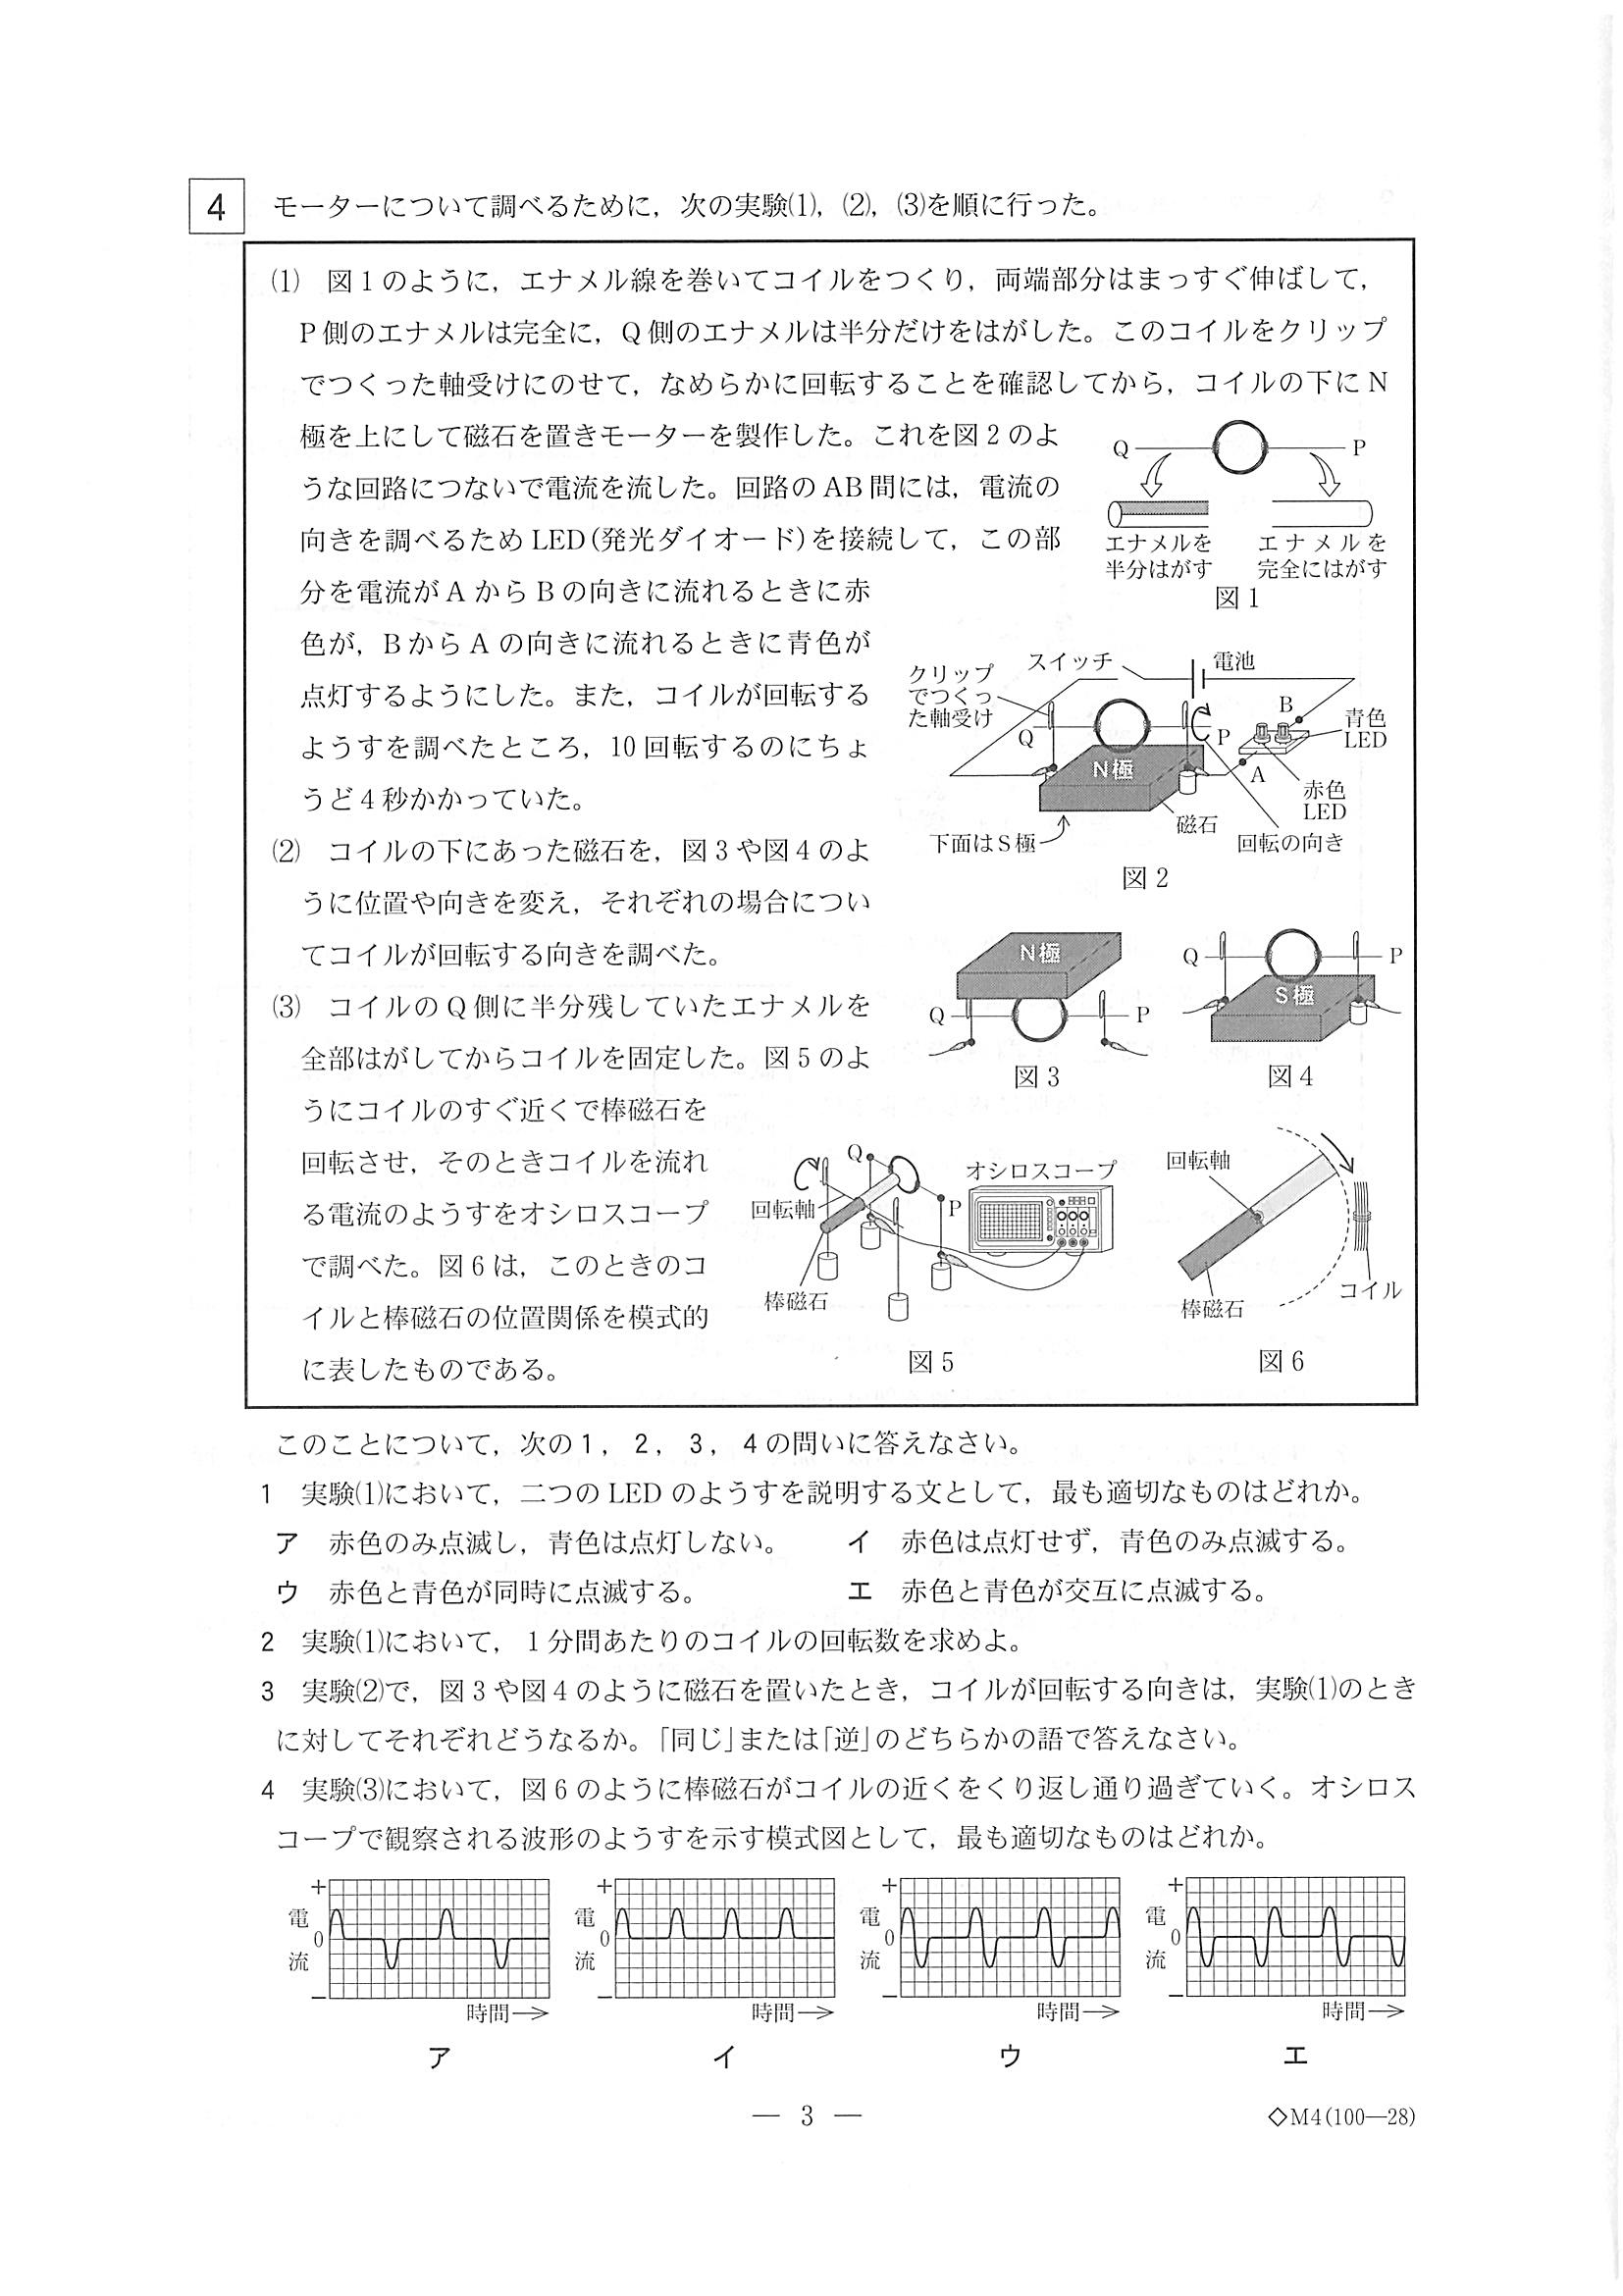 4 モーターについて調べるために，次の実験⑴，⑵，⑶を順に行った。
⑴ 図1のように，エナメル線を巻いてコイルをつくり，両端部分はまっすぐ伸ばして，
P側のエナメルは完全に，Q側のエナメルは半分だけをはがした。このコイルをクリップ
でつくった軸受けにのせて，なめらかに回転することを確認してから，コイルの下にN
極を上にして磁石を置きモーターを製作した。これを図2のよ
うな回路につないで電流を流した。回路のAB間には，電流の
向きを調べるためLED(発光ダイオード)を接続して，この部
分を電流がAからBの向きに流れるときに赤
色が，BからAの向きに流れるときに青色が
点灯するようにした。また，コイルが回転する
ようすを調べたところ，10回転するのにちょ
うど4秒かかっていた。
Q
P
エナメルを
半分はがす
エナメルを
完全にはがす
図1
クリップ
でつくっ
た軸受け
スイッチ
電池
B
青色
LED
Q
P
N極
A
赤色
LED
磁石
下面はS極
回転の向き
図2
⑵ コイルの下にあった磁石を，図3や図4のよ
うに位置や向きを変え，それぞれの場合につい
てコイルが回転する向きを調べた。
N極
Q
P
図3
Q
P
S極
図4
⑶ コイルのQ側に半分残していたエナメルを
全部はがしてからコイルを固定した。図5のよ
うにコイルのすぐ近くで棒磁石を
回転させ，そのときコイルを流れ
る電流のようすをオシロスコープ
で調べた。図6は，このときのコ
イルと棒磁石の位置関係を模式的
に表したものである。
Q
オシロスコープ
回転軸
P
棒磁石
図5
回転軸
コイル
棒磁石
図6
このことについて，次の1，2，3，4の問いに答えなさい。
1 実験⑴において，二つのLEDのようすを説明する文として，最も適切なものはどれか。
ア 赤色のみ点滅し，青色は点灯しない。 イ 赤色は点灯せず，青色のみ点滅する。
ウ 赤色と青色が同時に点滅する。 エ 赤色と青色が交互に点滅する。
2 実験⑴において，1分間あたりのコイルの回転数を求めよ。
3 実験⑵で，図3や図4のように磁石を置いたとき，コイルが回転する向きは，実験⑴のとき
に対してそれぞれどうなるか。「同じ」または「逆」のどちらかの語で答えなさい。
4 実験⑶において，図6のように棒磁石がコイルの近くをくり返し通り過ぎていく。オシロス
コープで観察される波形のようすを示す模式図として，最も適切なものはどれか。
＋
電
0
流
－
時間→
ア
＋
電
0
流
－
時間→
イ
＋
電
0
流
－
時間→
ウ
＋
電
0
流
－
時間→
エ
— 3 —
◇M4(100—28)